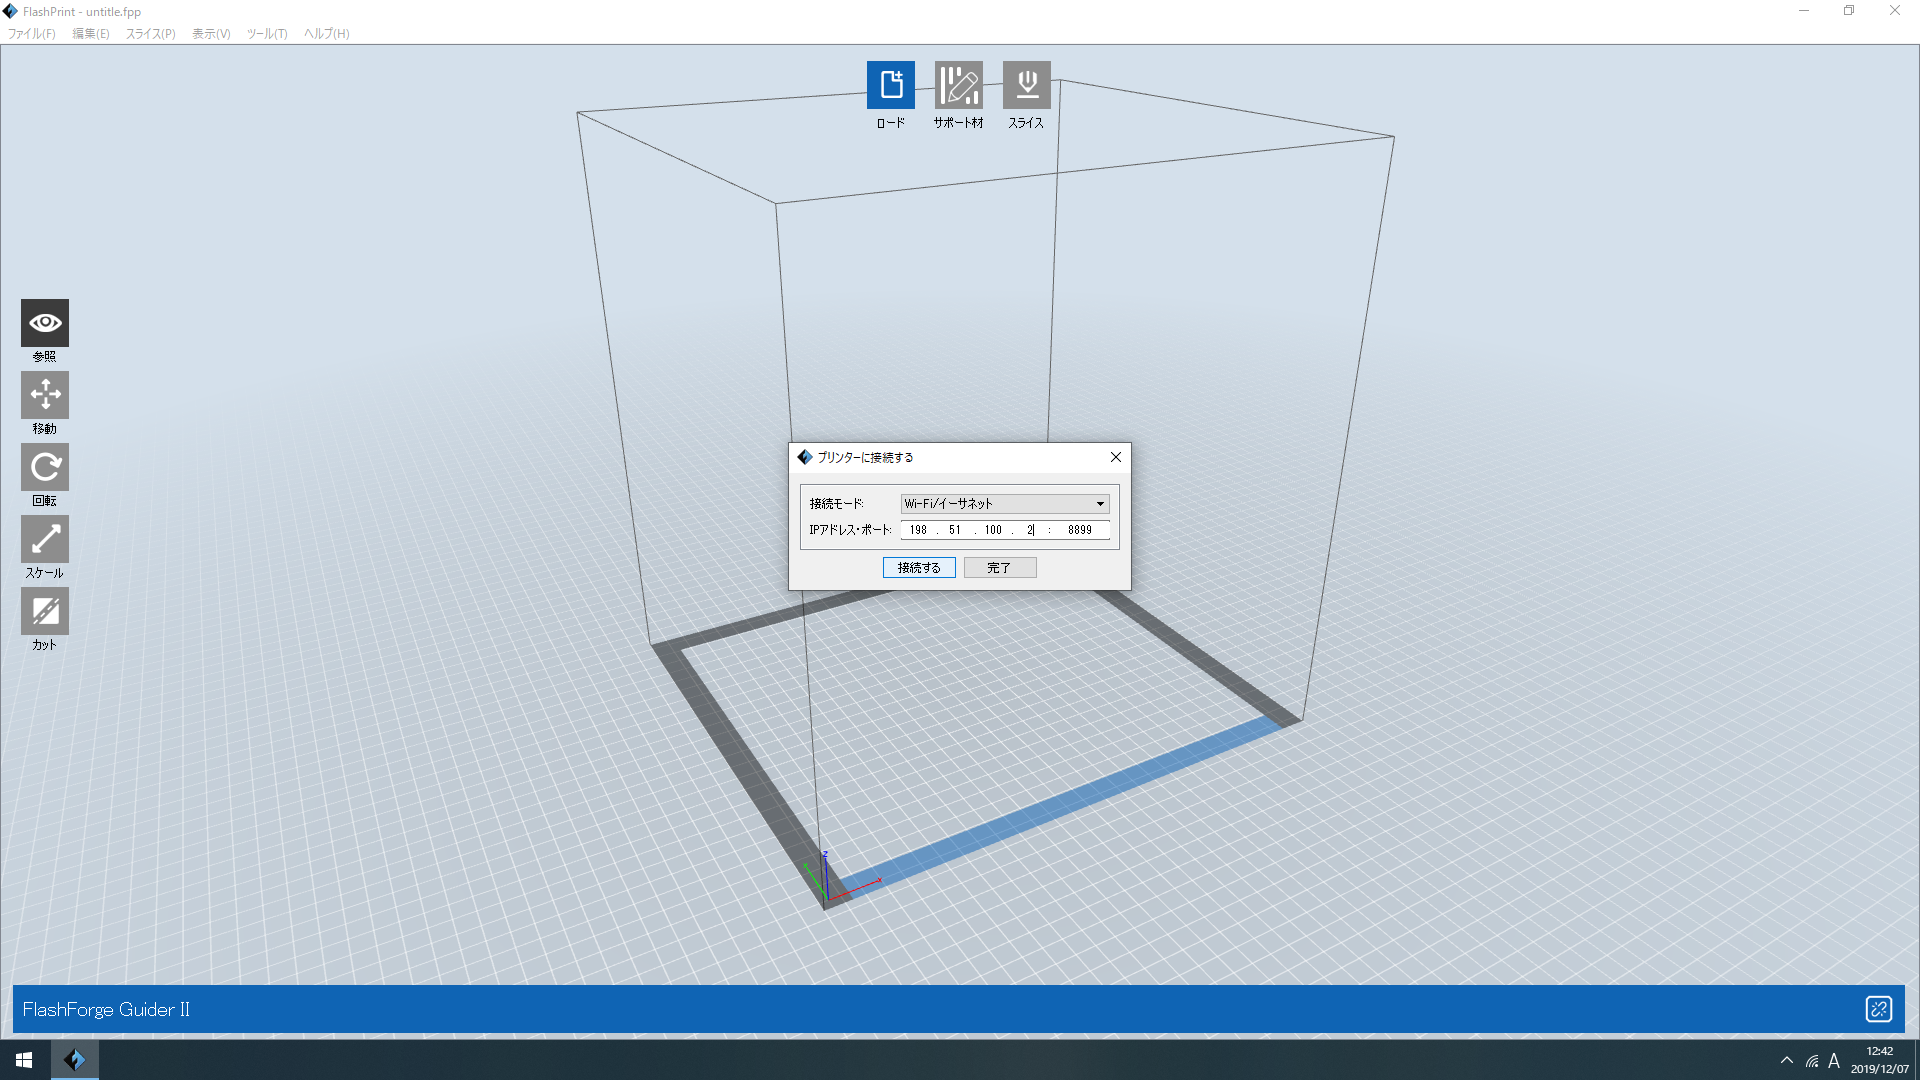 FlashPrint - untitle.fpp
ファイル(F) 編集(E) スライス(P) 表示(V) ツール(T) ヘルプ(H)
ロード サポート材 スライス
参照
移動
回転
スケール
カット
プリンターに接続する
接続モード: Wi-Fi/イーサネット
IPアドレス・ポート: 198 . 51 . 100 . 2 : 8899
接続する 完了
z
x
FlashForge Guider II
A
12:42
2019/12/07